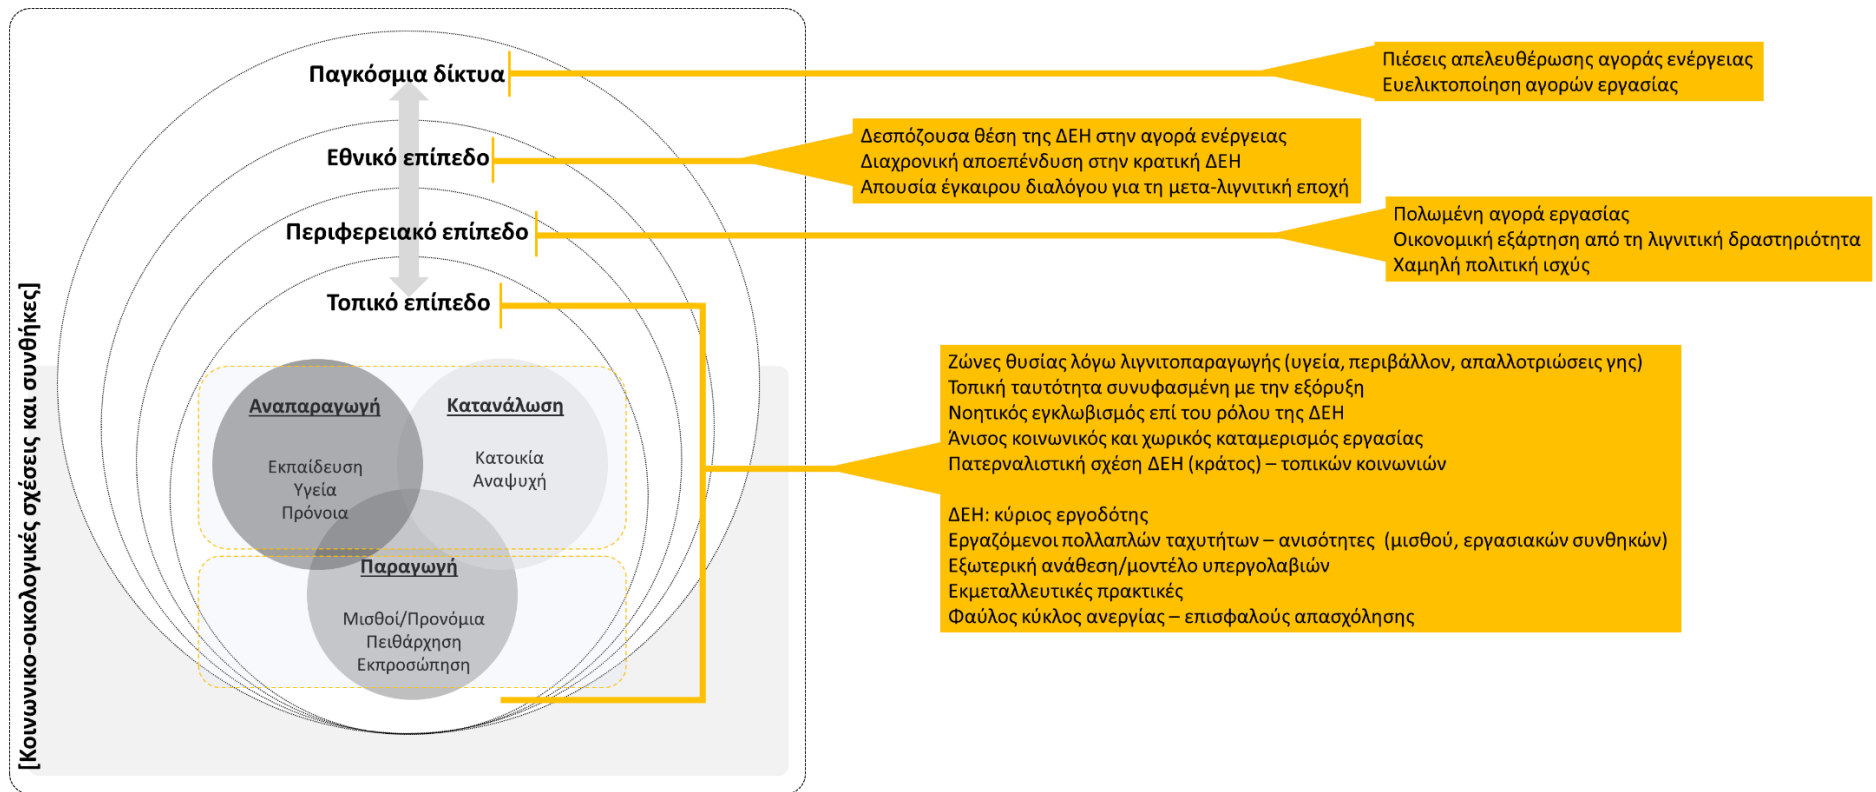 [Κοινωνικο-οικολογικές σχέσεις και συνθήκες]
Παγκόσμια δίκτυα
Εθνικό επίπεδο
Περιφερειακό επίπεδο
Τοπικό επίπεδο
Αναπαραγωγή
Εκπαίδευση
Υγεία
Πρόνοια
Κατανάλωση
Κατοικία
Αναψυχή
Παραγωγή
Μισθοί/Προνόμια
Πειθάρχηση
Εκπροσώπηση
Πιέσεις απελευθέρωσης αγοράς ενέργειας
Ευελικτοποίηση αγορών εργασίας
Δεσπόζουσα θέση της ΔΕΗ στην αγορά ενέργειας
Διαχρονική αποεπένδυση στην κρατική ΔΕΗ
Απουσία έγκαιρου διαλόγου για τη μετα-λιγνιτική εποχή
Πολωμένη αγορά εργασίας
Οικονομική εξάρτηση από τη λιγνιτική δραστηριότητα
Χαμηλή πολιτική ισχύς
Ζώνες θυσίας λόγω λιγνιτοπαραγωγής (υγεία, περιβάλλον, απαλλοτριώσεις γης)
Τοπική ταυτότητα συνυφασμένη με την εξόρυξη
Νοητικός εγκλωβισμός επί του ρόλου της ΔΕΗ
Άνισος κοινωνικός και χωρικός καταμερισμός εργασίας
Πατερναλιστική σχέση ΔΕΗ (κράτος) – τοπικών κοινωνιών
ΔΕΗ: κύριος εργοδότης
Εργαζόμενοι πολλαπλών ταχυτήτων – ανισότητες (μισθού, εργασιακών συνθηκών)
Εξωτερική ανάθεση/μοντέλο υπεργολαβιών
Εκμεταλλευτικές πρακτικές
Φαύλος κύκλος ανεργίας – επισφαλούς απασχόλησης